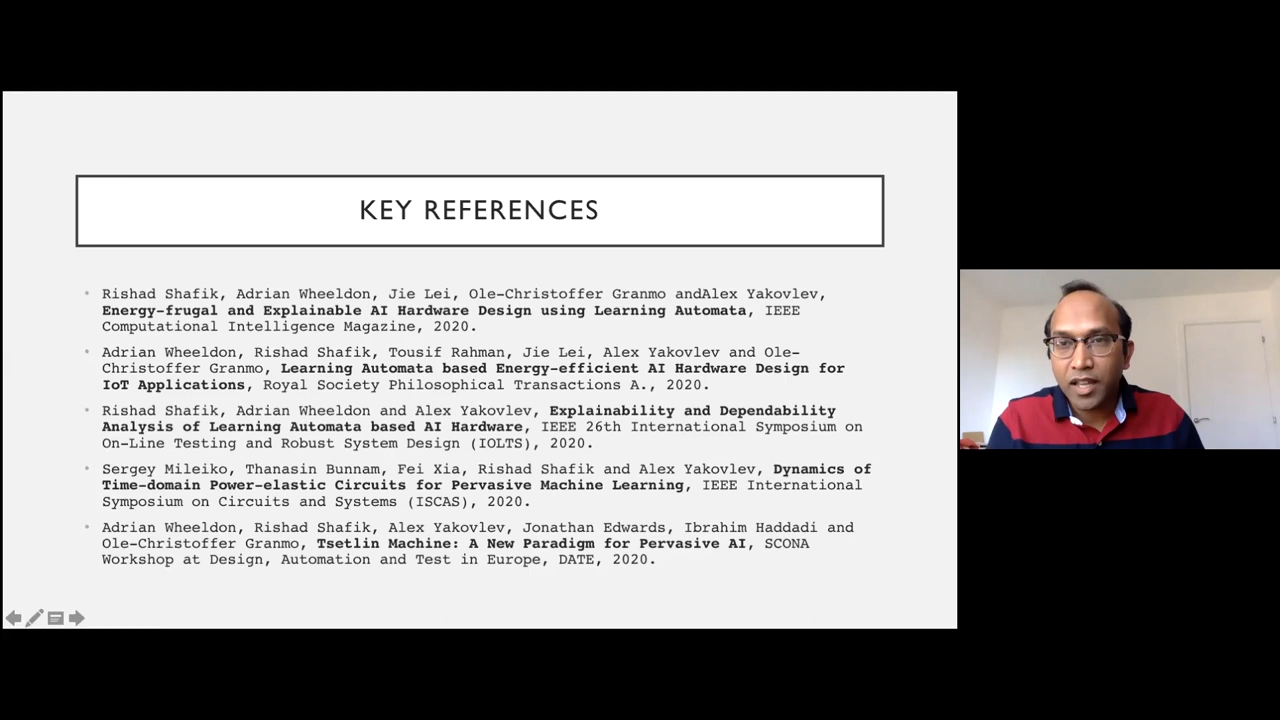 KEY REFERENCES
Rishad Shafik, Adrian Wheeldon, Jie Lei, Ole-Christoffer Granmo andAlex Yakovlev,
Energy-frugal and Explainable AI Hardware Design using Learning Automata, IEEE
Computational Intelligence Magazine, 2020.
Adrian Wheeldon, Rishad Shafik, Tousif Rahman, Jie Lei, Alex Yakovlev and Ole-
Christoffer Granmo, Learning Automata based Energy-efficient AI Hardware Design for
IoT Applications, Royal Society Philosophical Transactions A., 2020.
Rishad Shafik, Adrian Wheeldon and Alex Yakovlev, Explainability and Dependability
Analysis of Learning Automata based AI Hardware, IEEE 26th International Symposium on
On-Line Testing and Robust System Design (IOLTS), 2020.
Sergey Mileiko, Thanasin Bunnam, Fei Xia, Rishad Shafik and Alex Yakovlev, Dynamics of
Time-domain Power-elastic Circuits for Pervasive Machine Learning, IEEE International
Symposium on Circuits and Systems (ISCAS), 2020.
Adrian Wheeldon, Rishad Shafik, Alex Yakovlev, Jonathan Edwards, Ibrahim Haddadi and
Ole-Christoffer Granmo, Tsetlin Machine: A New Paradigm for Pervasive AI, SCONA
Workshop at Design, Automation and Test in Europe, DATE, 2020.